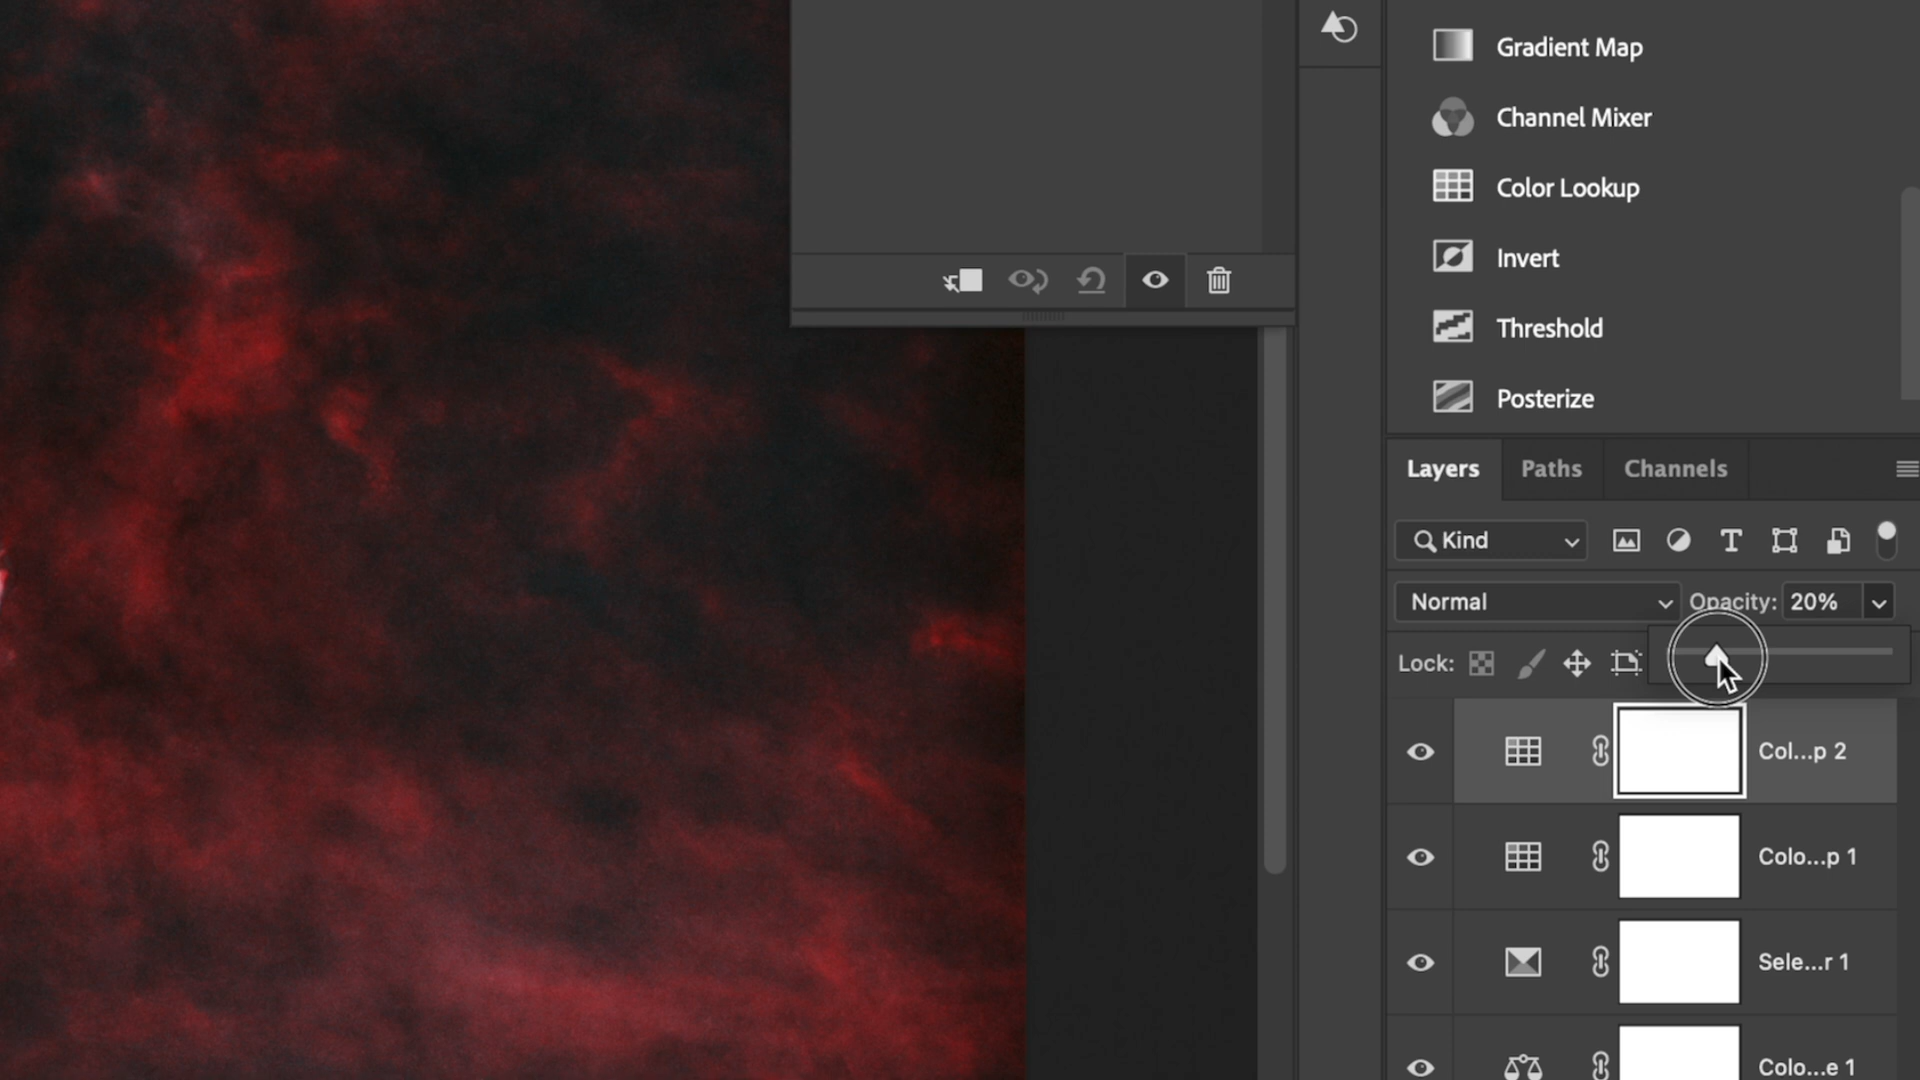 Gradient Map
Channel Mixer
Color Lookup
Invert
Threshold
Posterize
Layers Paths Channels
Kind
Normal Opacity: 20%
Lock:
Col...p 2
Colo...p 1
Sele...r 1
Colo...e 1